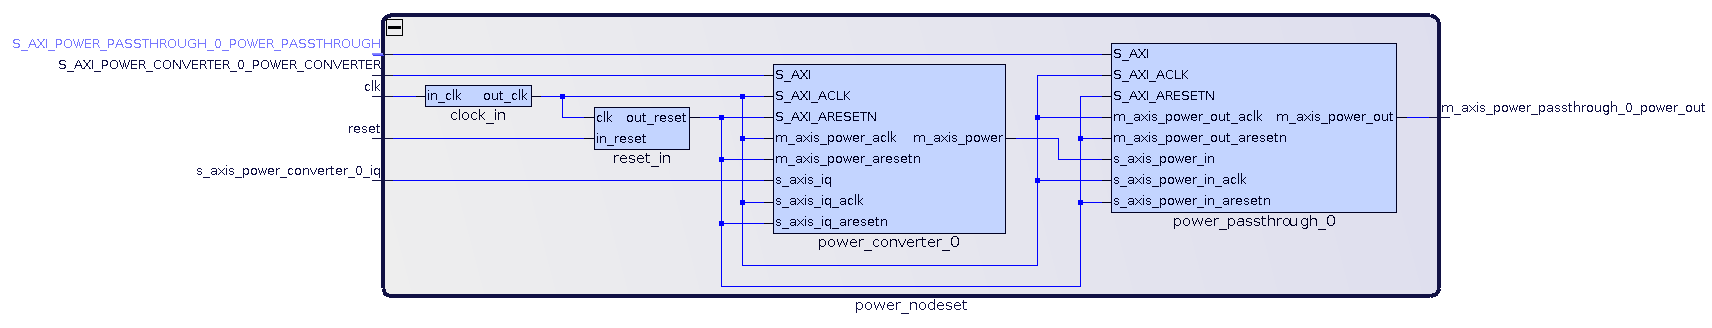 S_AXI_POWER_PASSTHROUGH_0_POWER_PASSTHROUGH
S_AXI_POWER_CONVERTER_0_POWER_CONVERTER
clk
reset
s_axis_power_converter_0_iq
in_clk out_clk
clock_in
clk out_reset
in_reset
reset_in
S_AXI
S_AXI_ACLK
S_AXI_ARESETN
m_axis_power_aclk m_axis_power
m_axis_power_aresetn
s_axis_iq
s_axis_iq_aclk
s_axis_iq_aresetn
power_converter_0
S_AXI
S_AXI_ACLK
S_AXI_ARESETN
m_axis_power_out_aclk m_axis_power_out
m_axis_power_out_aresetn
s_axis_power_in
s_axis_power_in_aclk
s_axis_power_in_aresetn
power_passthrough_0
m_axis_power_passthrough_0_power_out
power_nodeset